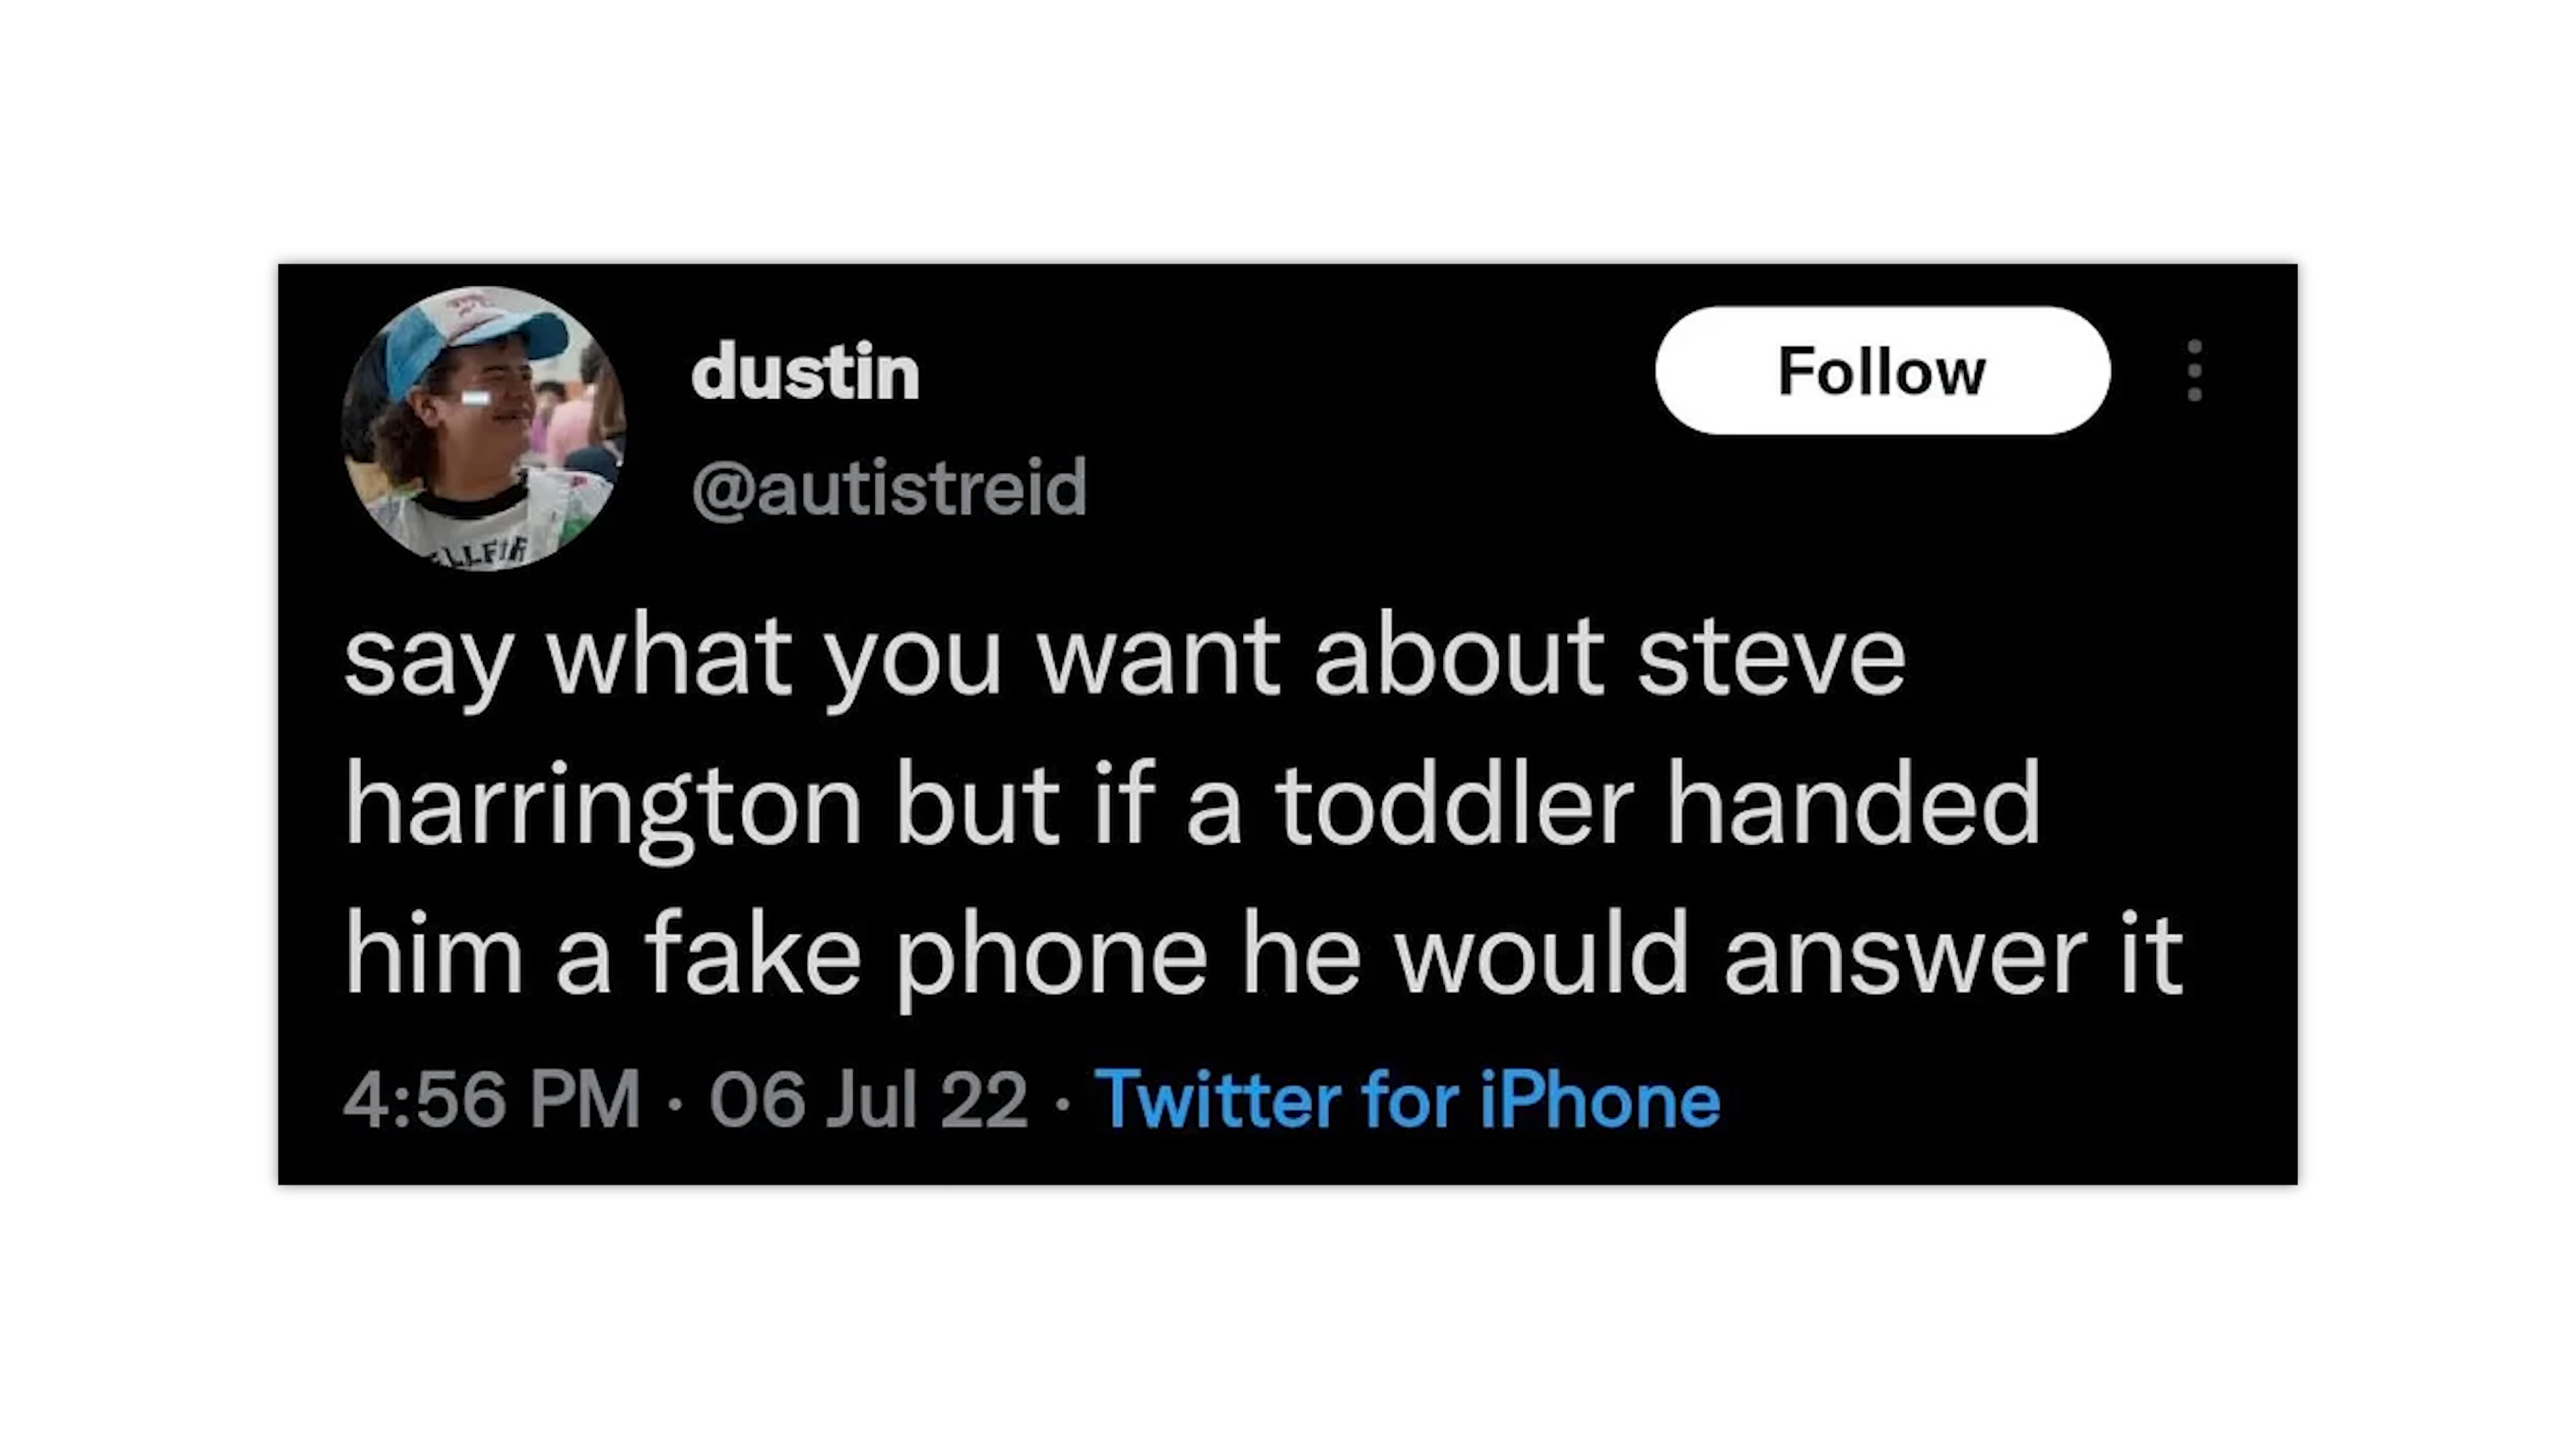 dustin
Follow
@autistreid
say what you want about steve
harrington but if a toddler handed
him a fake phone he would answer it
4:56 PM · 06 Jul 22 · Twitter for iPhone